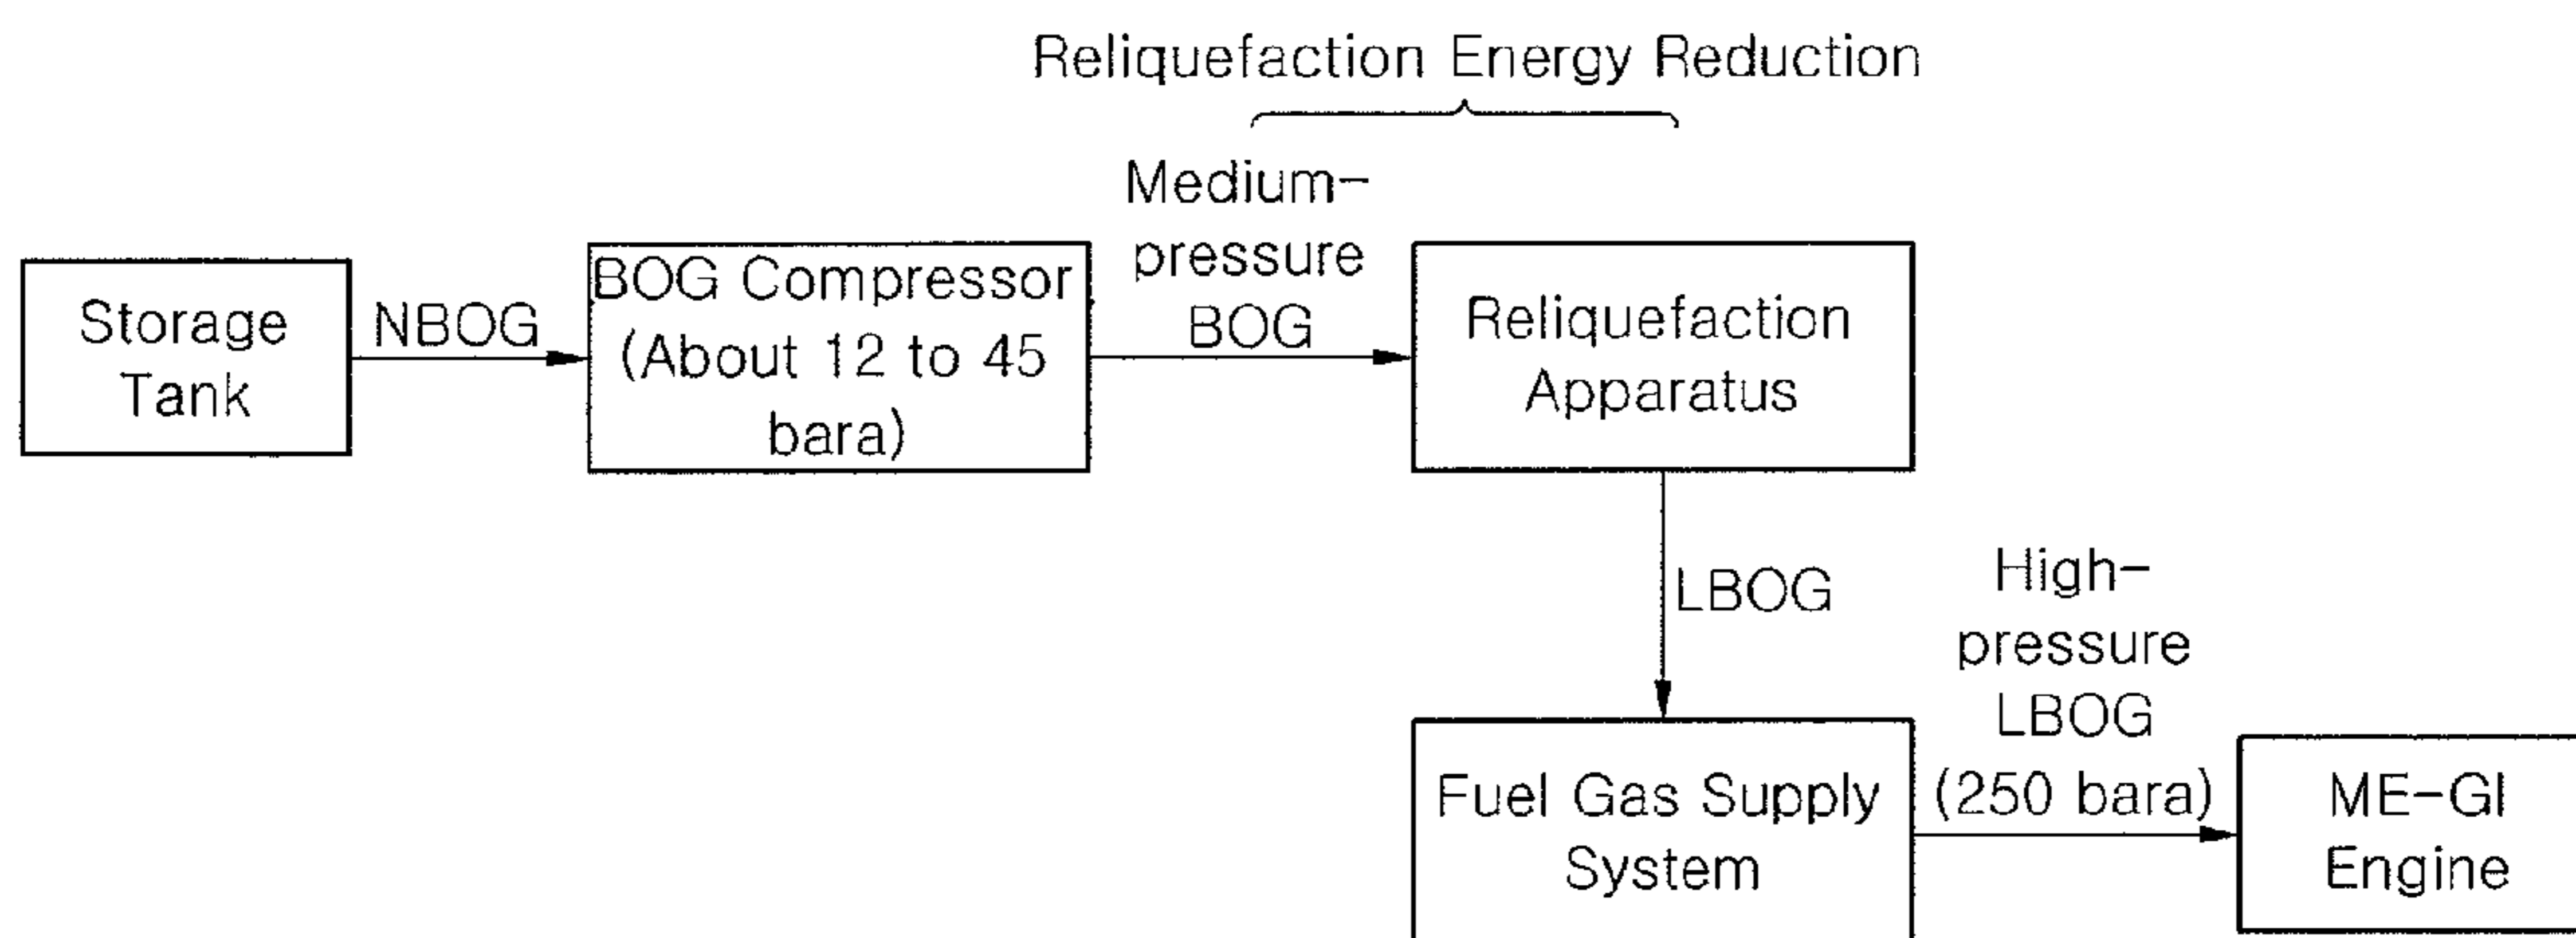 Reliquefaction Energy Reduction
Storage
Tank
NBOG
BOG Compressor
(About 12 to 45
bara)
Medium-
pressure
BOG
Reliquefaction
Apparatus
LBOG
Fuel Gas Supply
System
High-
pressure
LBOG
(250 bara)
ME-GI
Engine